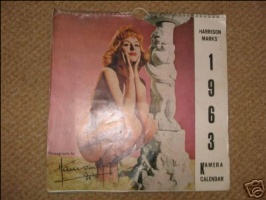 HARRISON
MARKS'
1
9
6
3
KAMERA
CALENDAR